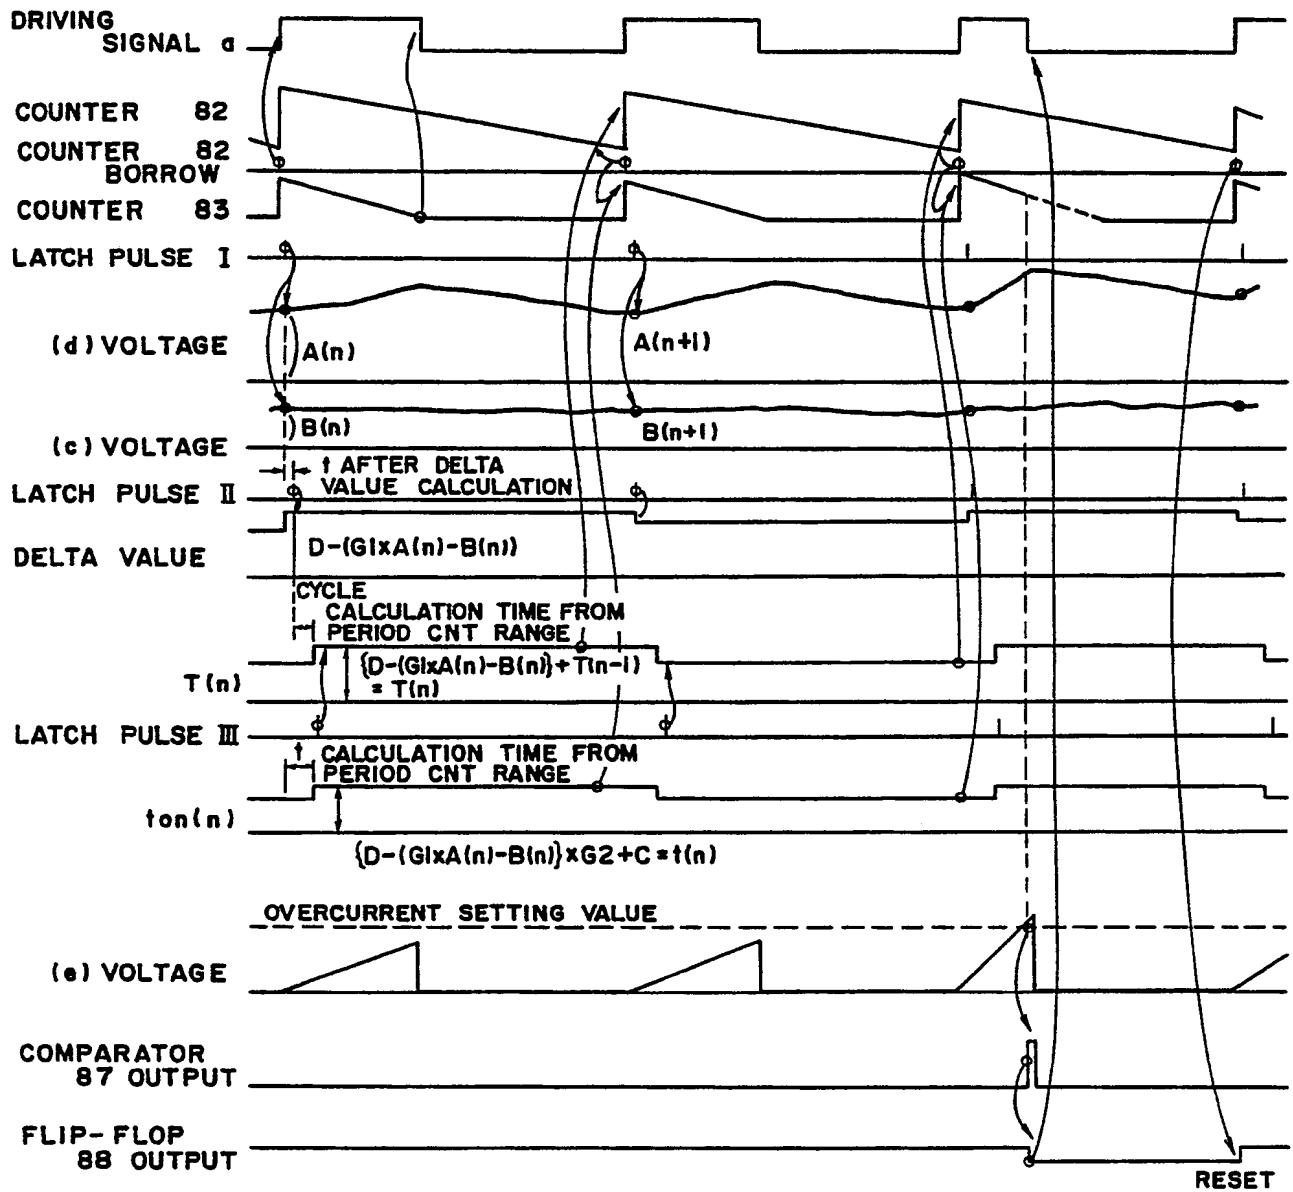 DRIVING
SIGNAL a
COUNTER 82
COUNTER 82
BORROW
COUNTER 83
LATCH PULSE I
(d) VOLTAGE
A(n)
A(n+1)
B(n)
B(n+1)
(c) VOLTAGE
t AFTER DELTA
VALUE CALCULATION
LATCH PULSE II
D-(G1xA(n)-B(n))
DELTA VALUE
CYCLE
CALCULATION TIME FROM
PERIOD CNT RANGE
{D-(G1xA(n)-B(n)}+T(n-1)
= T(n)
T(n)
LATCH PULSE III
t CALCULATION TIME FROM
PERIOD CNT RANGE
ton(n)
{D-(G1xA(n)-B(n)}xG2+C=t(n)
OVERCURRENT SETTING VALUE
(e) VOLTAGE
COMPARATOR
87 OUTPUT
FLIP-FLOP
88 OUTPUT
RESET